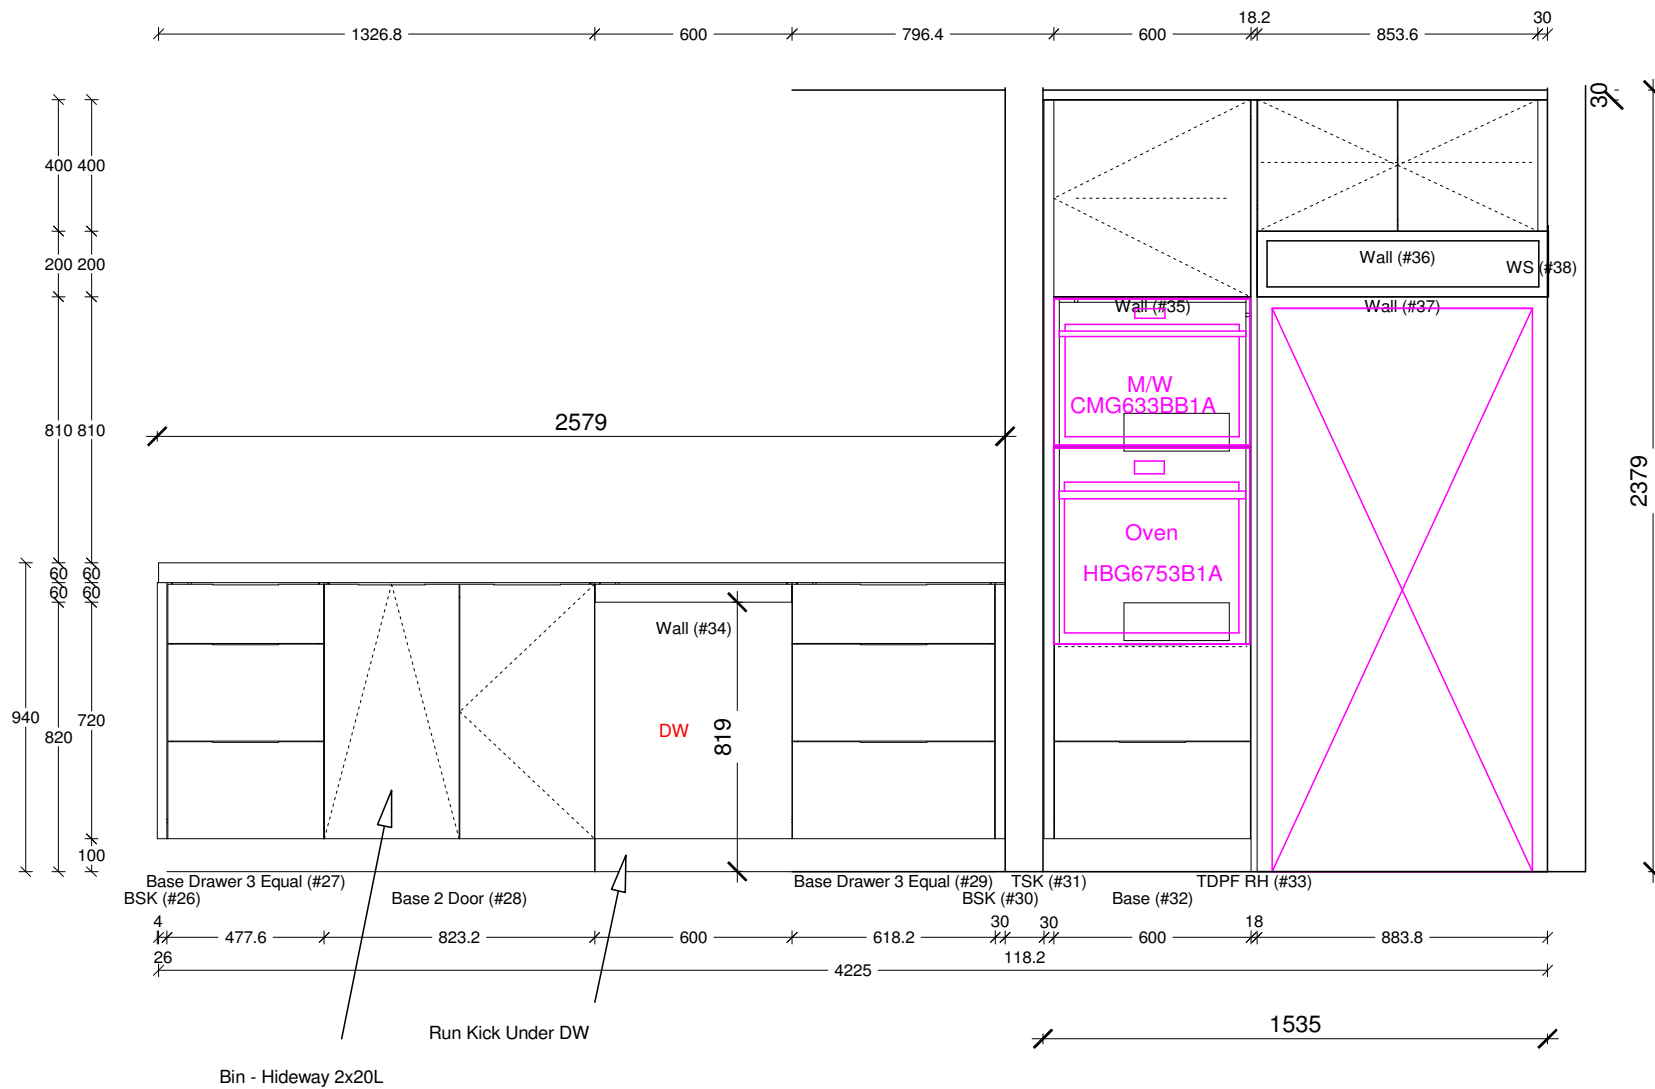 18.2 30
1326.8 600 796.4 600 853.6
30
400 400
200 200
Wall (#36)
WS (#38)
Wall (#35) Wall (#37)
M/W
CMG633BB1A
810 810
2579
2379
Oven
HBG6753B1A
60 60
60 60
Wall (#34)
940
820
720
DW
819
100
Base Drawer 3 Equal (#27) Base Drawer 3 Equal (#29) TSK (#31) TDPF RH (#33)
BSK (#26) Base 2 Door (#28) BSK (#30) Base (#32)
4 30 30 18
477.6 823.2 600 618.2 600 883.8
26 118.2
4225
1535
Run Kick Under DW
Bin - Hideway 2x20L